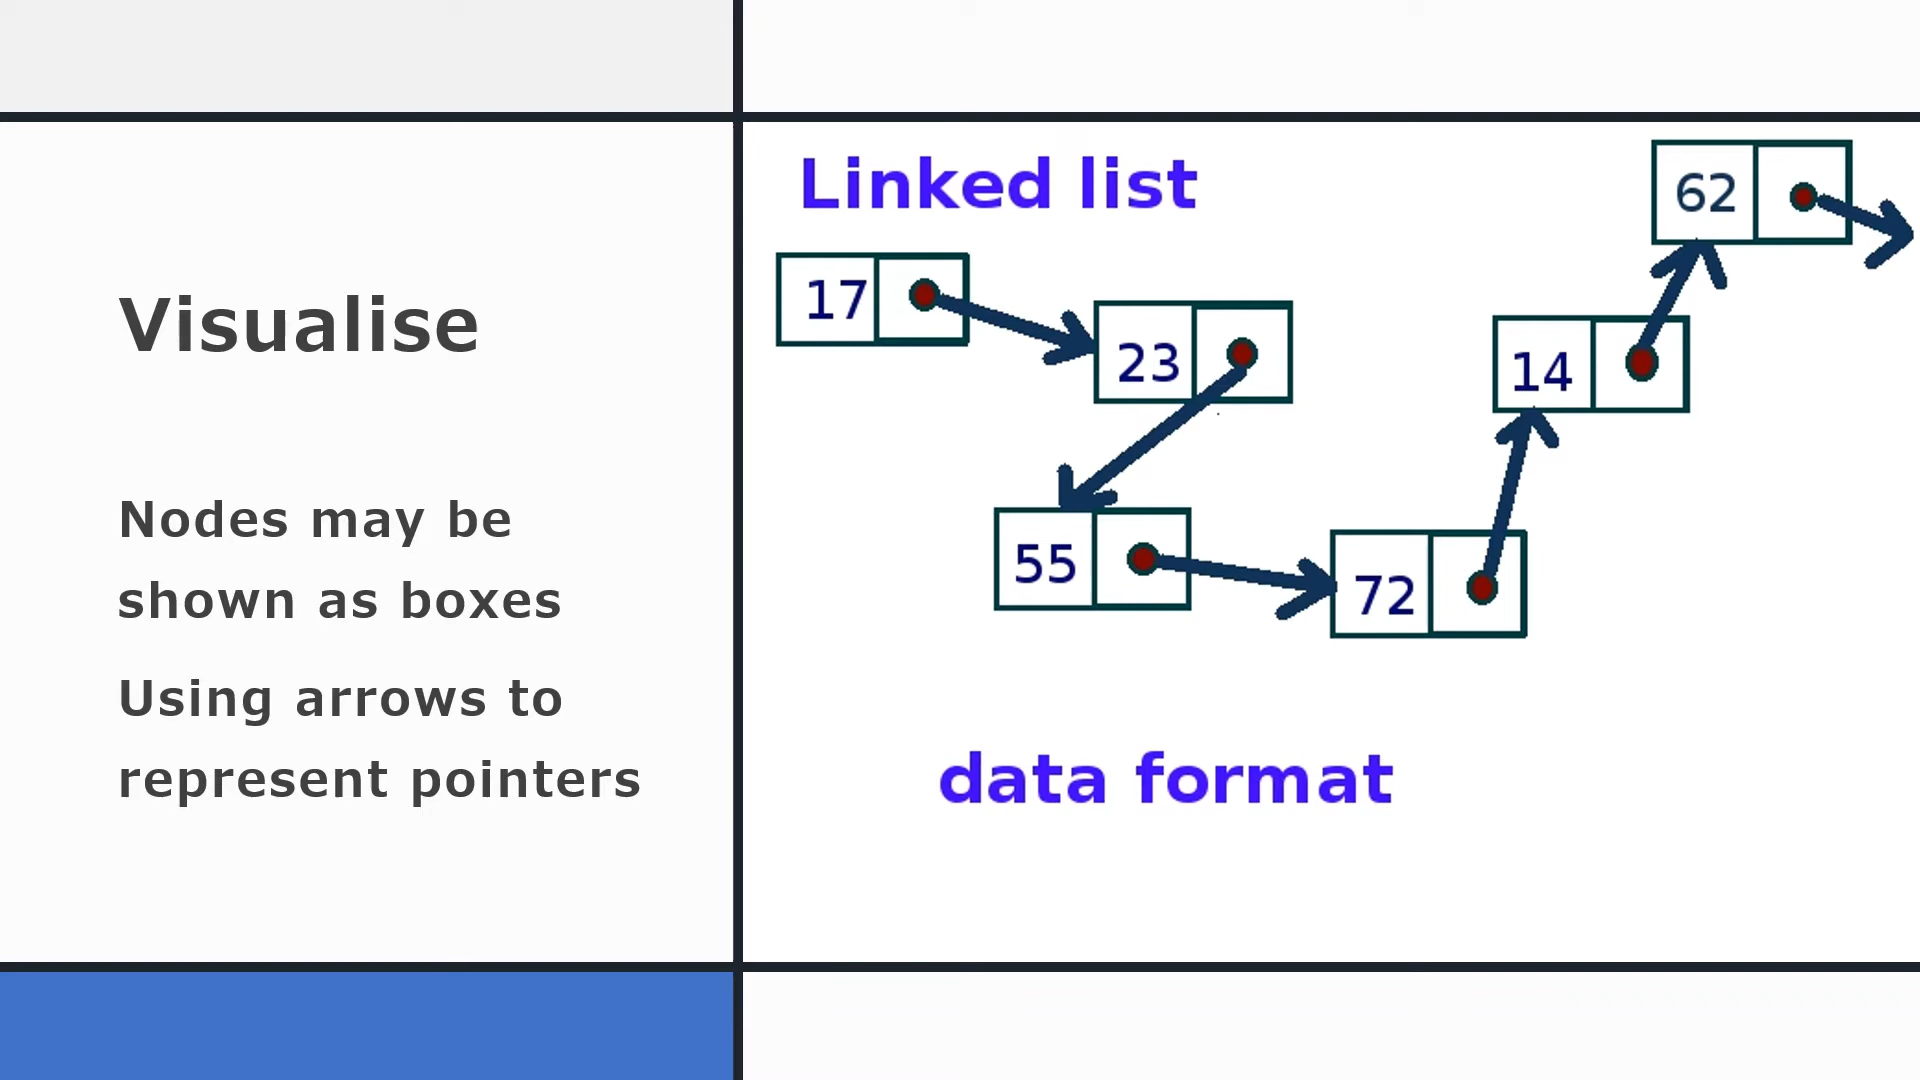 Visualise
Nodes may be
shown as boxes
Using arrows to
represent pointers
Linked list
17
23
55
72
14
62
data format